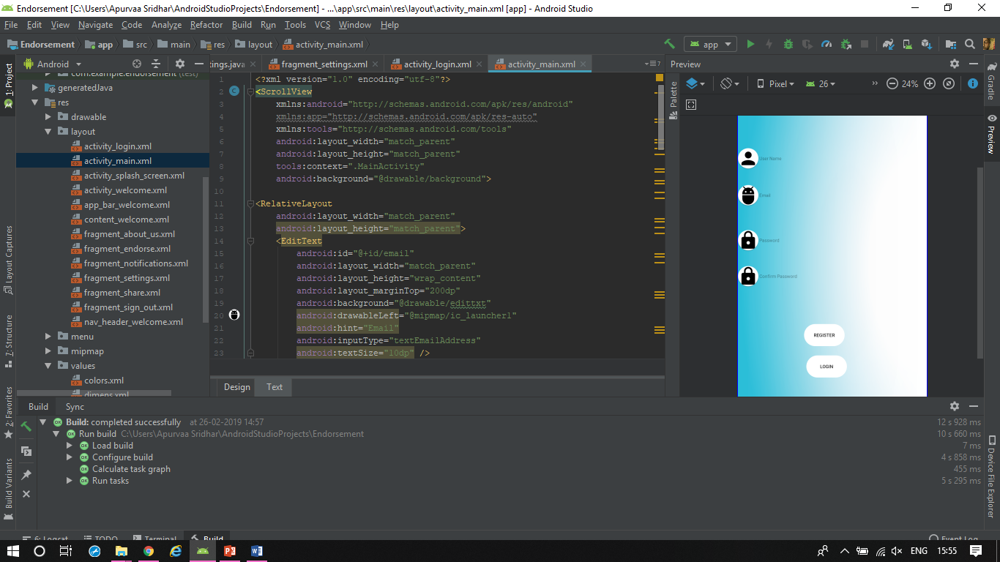 Endorsement [C:\Users\Apurvaa Sridhar\AndroidStudioProjects\Endorsement] - ...\app\src\main\res\layout\activity_main.xml [app] - Android Studio
File Edit View Navigate Code Analyze Refactor Build Run Tools VCS Window Help
Endorsement app src main res layout activity_main.xml
app
1: Project
Layout Captures
7: Structure
2: Favorites
Build Variants
Android
com.example.endorsement (test)
generatedJava
res
drawable
layout
activity_login.xml
activity_main.xml
activity_splash_screen.xml
activity_welcome.xml
app_bar_welcome.xml
content_welcome.xml
fragment_about_us.xml
fragment_endorse.xml
fragment_notifications.xml
fragment_settings.xml
fragment_share.xml
fragment_sign_out.xml
nav_header_welcome.xml
menu
mipmap
values
colors.xml
dimens.xml
tings.java fragment_settings.xml activity_login.xml activity_main.xml
1 <?xml version="1.0" encoding="utf-8"?>
2 <ScrollView
3 xmlns:android="http://schemas.android.com/apk/res/android"
4 xmlns:app="http://schemas.android.com/apk/res-auto"
5 xmlns:tools="http://schemas.android.com/tools"
6 android:layout_width="match_parent"
7 android:layout_height="match_parent"
8 tools:context=".MainActivity"
9 android:background="@drawable/background">
10
11 <RelativeLayout
12 android:layout_width="match_parent"
13 android:layout_height="match_parent">
14 <EditText
15 android:id="@+id/email"
16 android:layout_width="match_parent"
17 android:layout_height="wrap_content"
18 android:layout_marginTop="200dp"
19 android:background="@drawable/edittxt"
20 android:drawableLeft="@mipmap/ic_launcher1"
21 android:hint="Email"
22 android:inputType="textEmailAddress"
23 android:textSize="10dp" />
Design Text
Preview
Palette
Pixel 26 24%
User Name
Email
Password
Confirm Password
REGISTER
LOGIN
Gradle
Preview
Device File Explorer
Build Sync
Build: completed successfully at 26-02-2019 14:57 12 s 928 ms
Run build C:\Users\Apurvaa Sridhar\AndroidStudioProjects\Endorsement 10 s 660 ms
Load build 7 ms
Configure build 4 s 858 ms
Calculate task graph 455 ms
Run tasks 5 s 295 ms
6: Logcat TODO Terminal Build Event Log
ENG 15:55